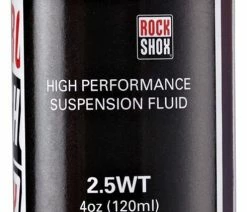 ROCK
SHOX
HIGH PERFORMANCE
SUSPENSION FLUID
2.5WT
4oz (120ml)